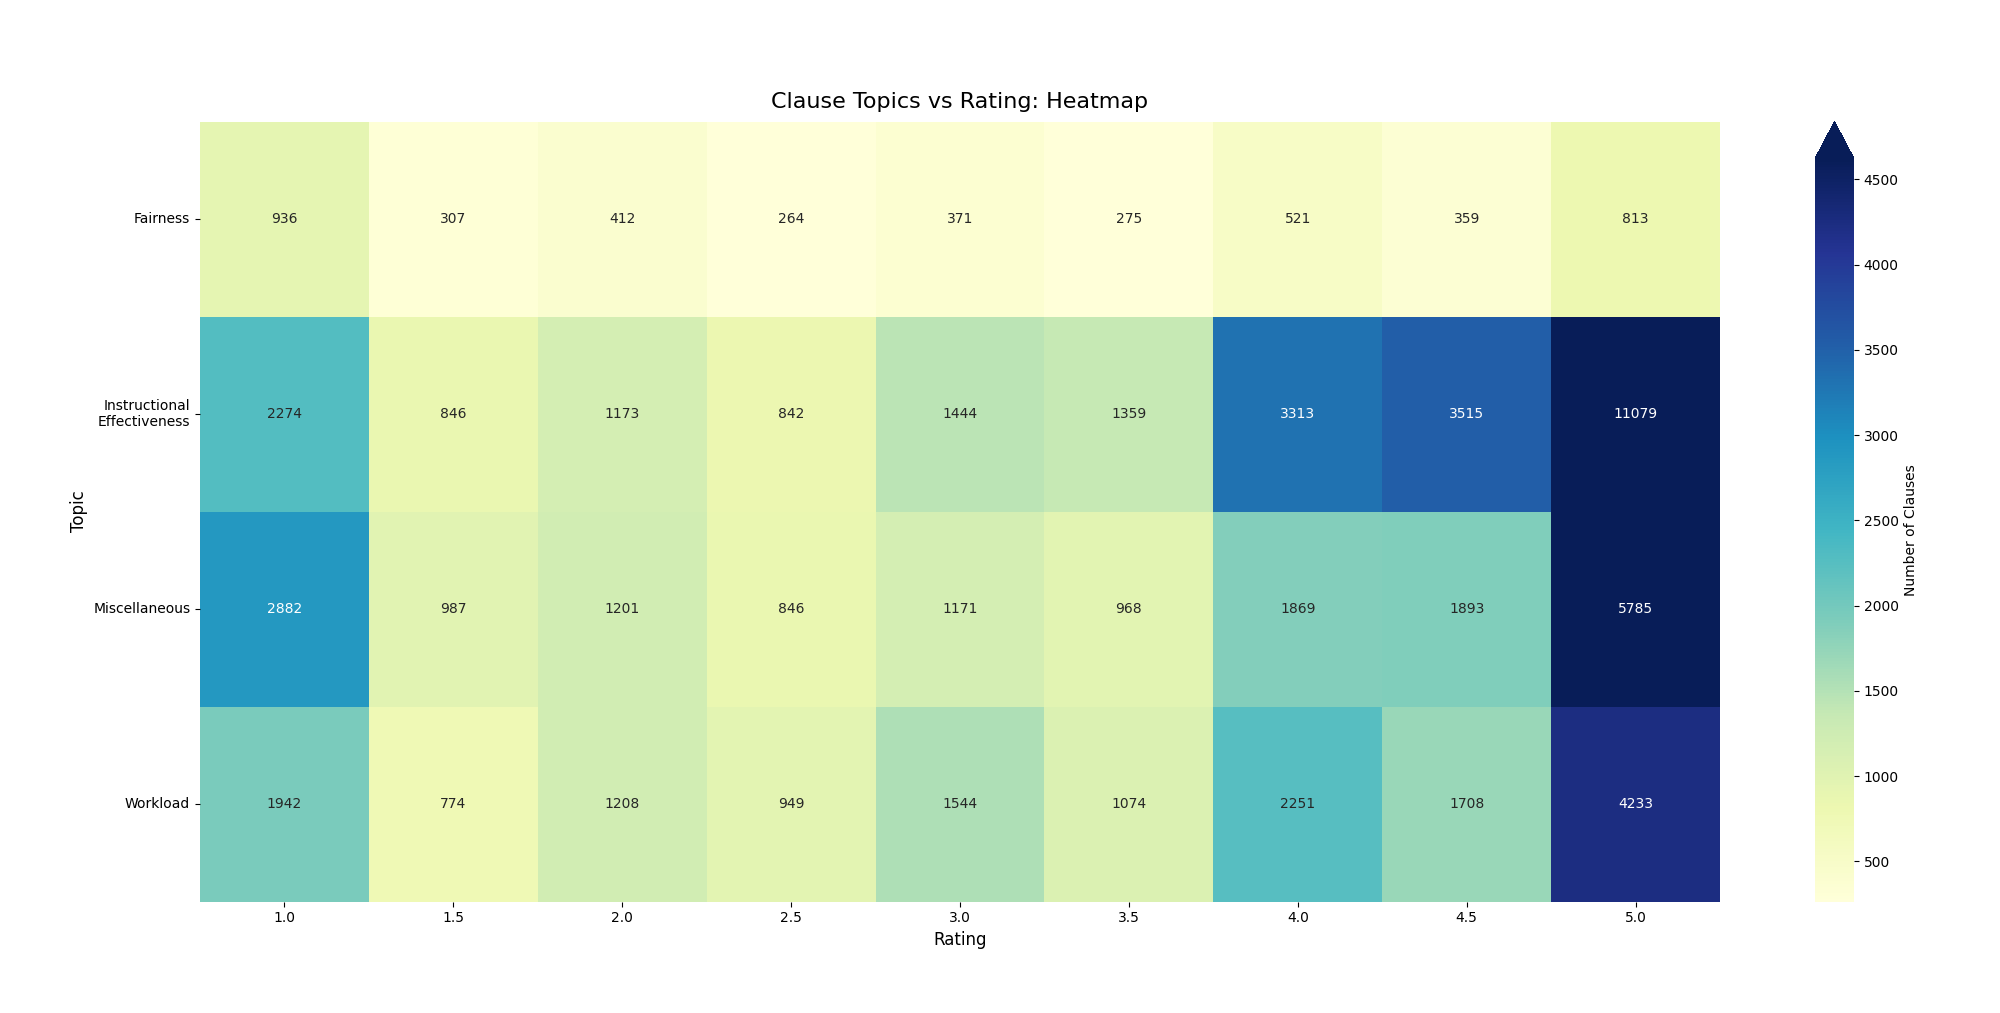 Clause Topics vs Rating: Heatmap
Fairness 936 307 412 264 371 275 521 359 813
Instructional
Effectiveness 2274 846 1173 842 1444 1359 3313 3515 11079
Miscellaneous 2882 987 1201 846 1171 968 1869 1893 5785
Workload 1942 774 1208 949 1544 1074 2251 1708 4233
1.0 1.5 2.0 2.5 3.0 3.5 4.0 4.5 5.0
Rating
Topic
4500
4000
3500
3000
2500
2000
1500
1000
500
Number of Clauses